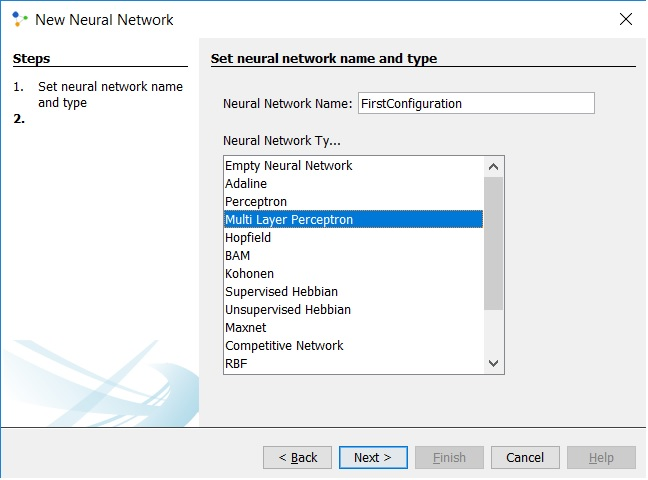 New Neural Network
Steps
1. Set neural network name
and type
2.
Set neural network name and type
Neural Network Name: FirstConfiguration
Neural Network Ty...
Empty Neural Network
Adaline
Perceptron
Multi Layer Perceptron
Hopfield
BAM
Kohonen
Supervised Hebbian
Unsupervised Hebbian
Maxnet
Competitive Network
RBF
< Back Next > Finish Cancel Help